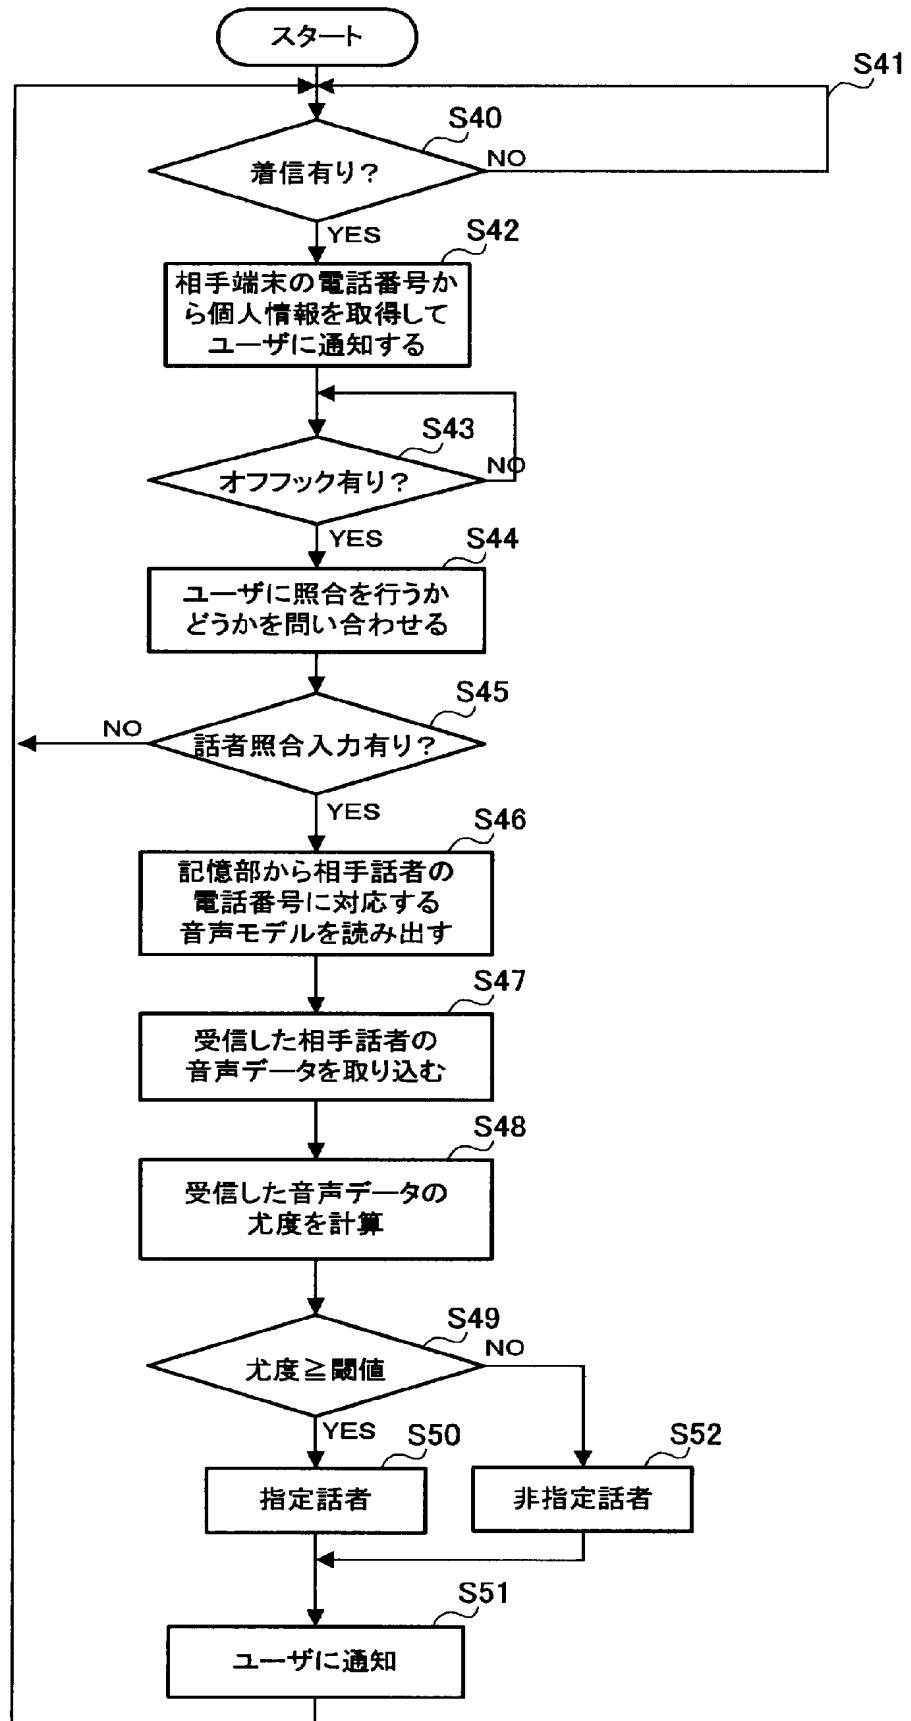 スタート
S41
S40
着信有り?
NO
YES
S42
相手端末の電話番号か
ら個人情報を取得して
ユーザに通知する
S43
オフフック有り?
NO
YES
S44
ユーザに照合を行うか
どうかを問い合わせる
S45
NO
話者照合入力有り?
YES
S46
記憶部から相手話者の
電話番号に対応する
音声モデルを読み出す
S47
受信した相手話者の
音声データを取り込む
S48
受信した音声データの
尤度を計算
S49
尤度≧閾値
NO
YES
S50
指定話者
S52
非指定話者
S51
ユーザに通知